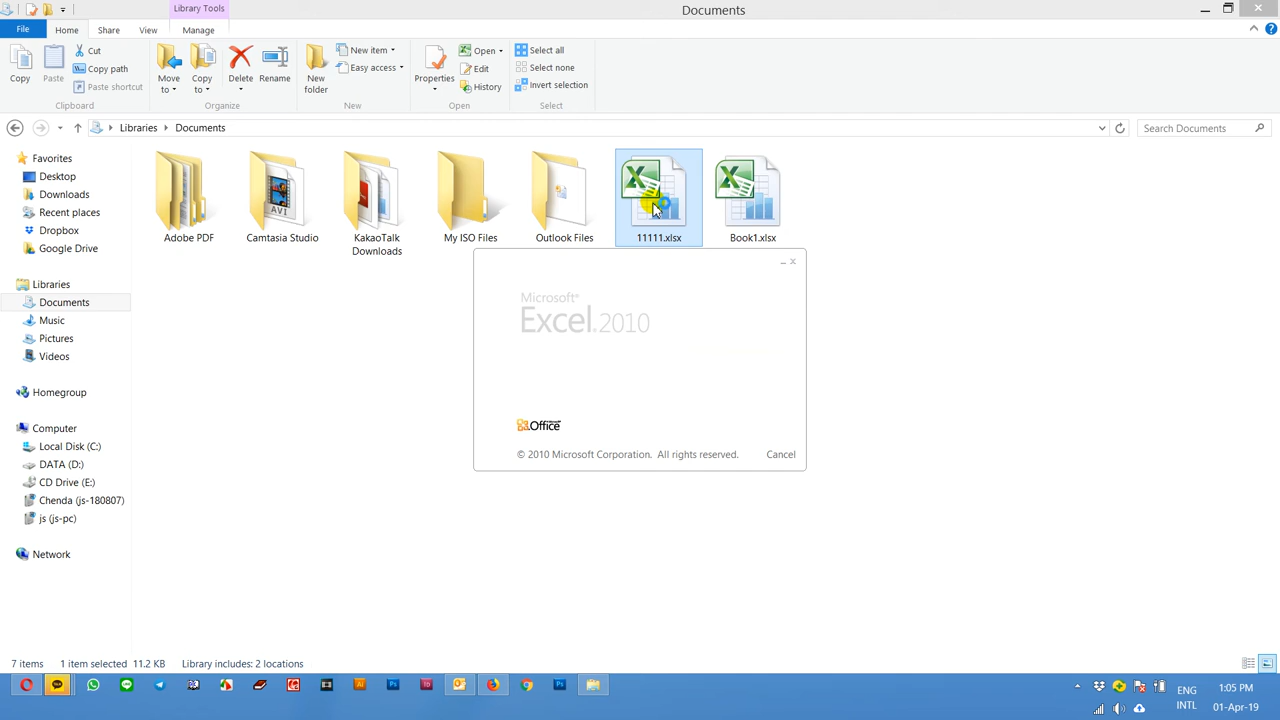 Library Tools
Documents
File
Home
Share
View
Manage
Copy
Paste
Cut
Copy path
Paste shortcut
Move to
Copy to
Delete
Rename
New folder
New item
Easy access
Properties
Open
Edit
History
Select all
Select none
Invert selection
Clipboard
Organize
New
Open
Select
Libraries
Documents
Search Documents
Favorites
Desktop
Downloads
Recent places
Dropbox
Google Drive
Libraries
Documents
Music
Pictures
Videos
Homegroup
Computer
Local Disk (C:)
DATA (D:)
CD Drive (E:)
Chenda (js-180807)
js (js-pc)
Network
Adobe PDF
AVI
Camtasia Studio
KakaoTalk Downloads
My ISO Files
Outlook Files
11111.xlsx
Book1.xlsx
Microsoft®
Excel®2010
Microsoft
Office
© 2010 Microsoft Corporation. All rights reserved.
Cancel
7 items
1 item selected 11.2 KB
Library includes: 2 locations
ENG
INTL
1:05 PM
01-Apr-19